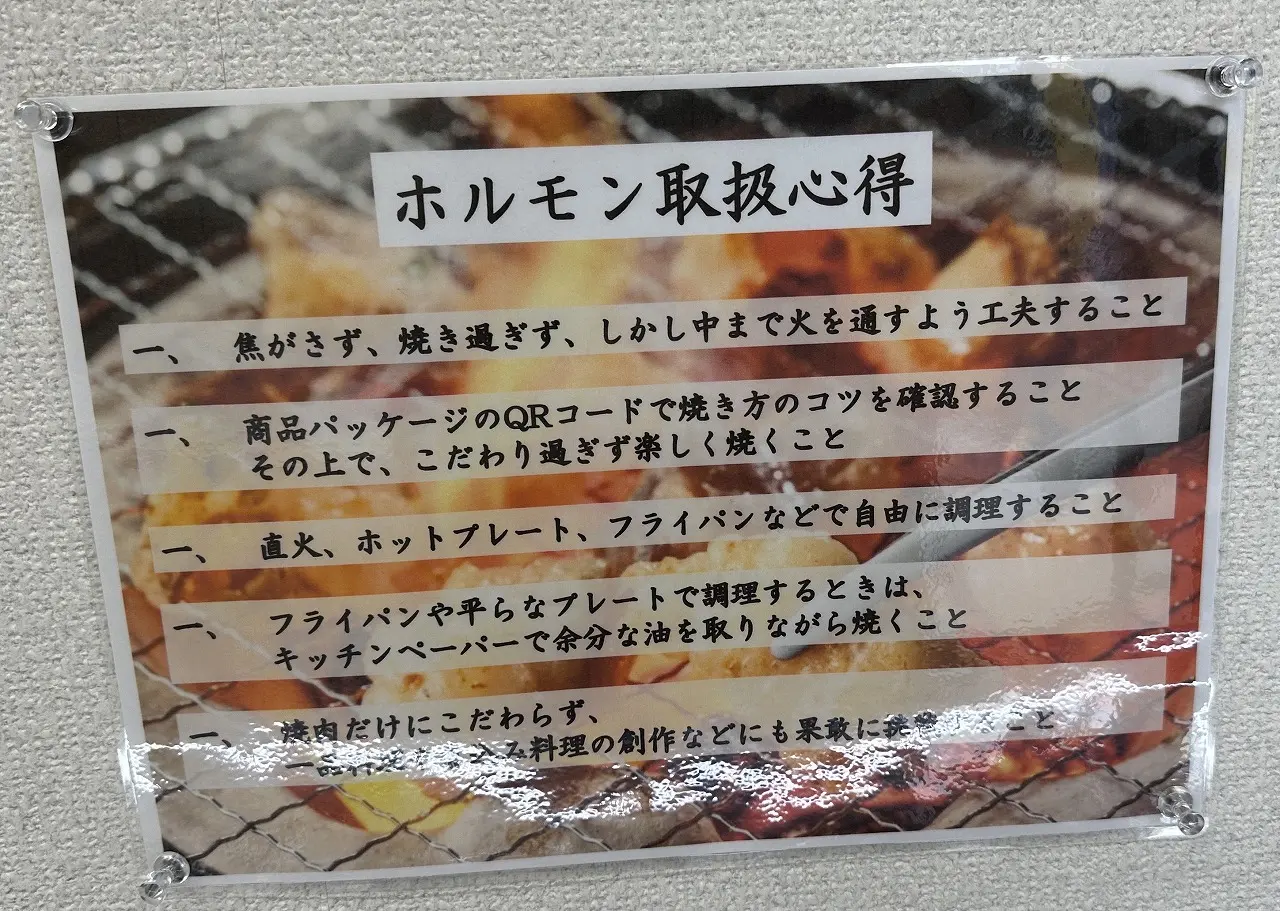 ホルモン取扱心得
一、 焦がさず、焼き過ぎず、しかし中まで火を通すよう工夫すること
一、 商品パッケージのQRコードで焼き方のコツを確認すること
その上で、こだわり過ぎず楽しく焼くこと
一、 直火、ホットプレート、フライパンなどで自由に調理すること
一、 フライパンや平らなプレートで調理するときは、
キッチンペーパーで余分な油を取りながら焼くこと
一、 焼肉だけにこだわらず、
込み料理の創作などにも果敢に挑 こと